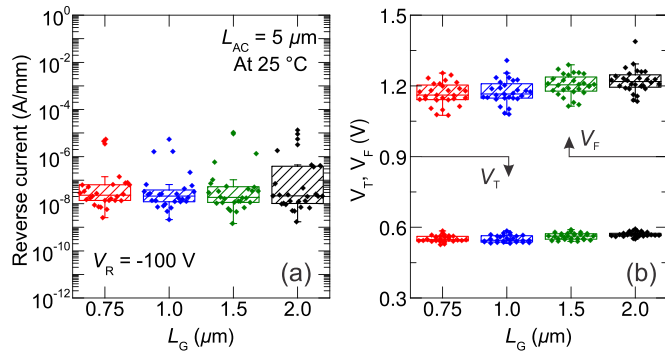 10⁰
10⁻²
10⁻⁴
10⁻⁶
10⁻⁸
10⁻¹⁰
10⁻¹²
Reverse current (A/mm)
L_AC = 5 µm
At 25 °C
V_R = -100 V
(a)
0.75 1.0 1.5 2.0
L_G (µm)
1.5
1.2
0.9
0.6
0.3
V_T, V_F (V)
V_T
V_F
(b)
0.75 1.0 1.5 2.0
L_G (µm)